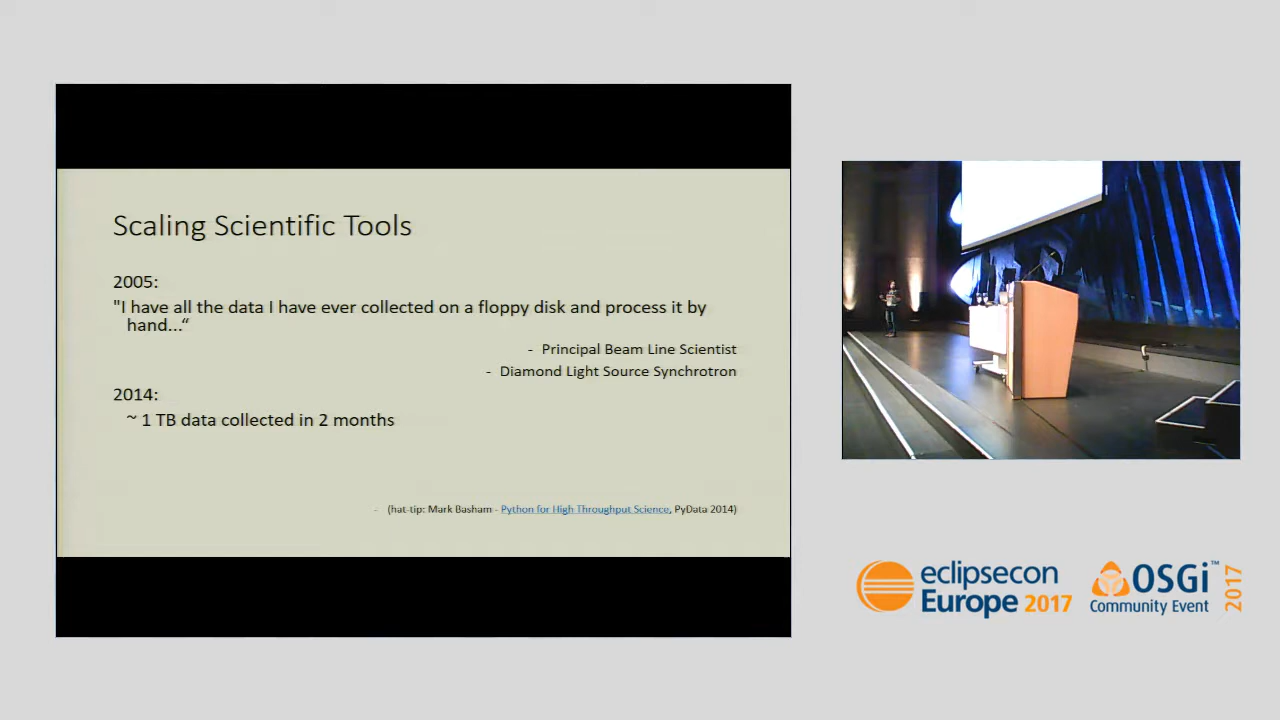 Scaling Scientific Tools
2005:
"I have all the data I have ever collected on a floppy disk and process it by
hand...“
- Principal Beam Line Scientist
- Diamond Light Source Synchrotron
2014:
~ 1 TB data collected in 2 months
- (hat-tip: Mark Basham - Python for High Throughput Science, PyData 2014)
eclipsecon
Europe 2017
OSGi™
Community Event
2017